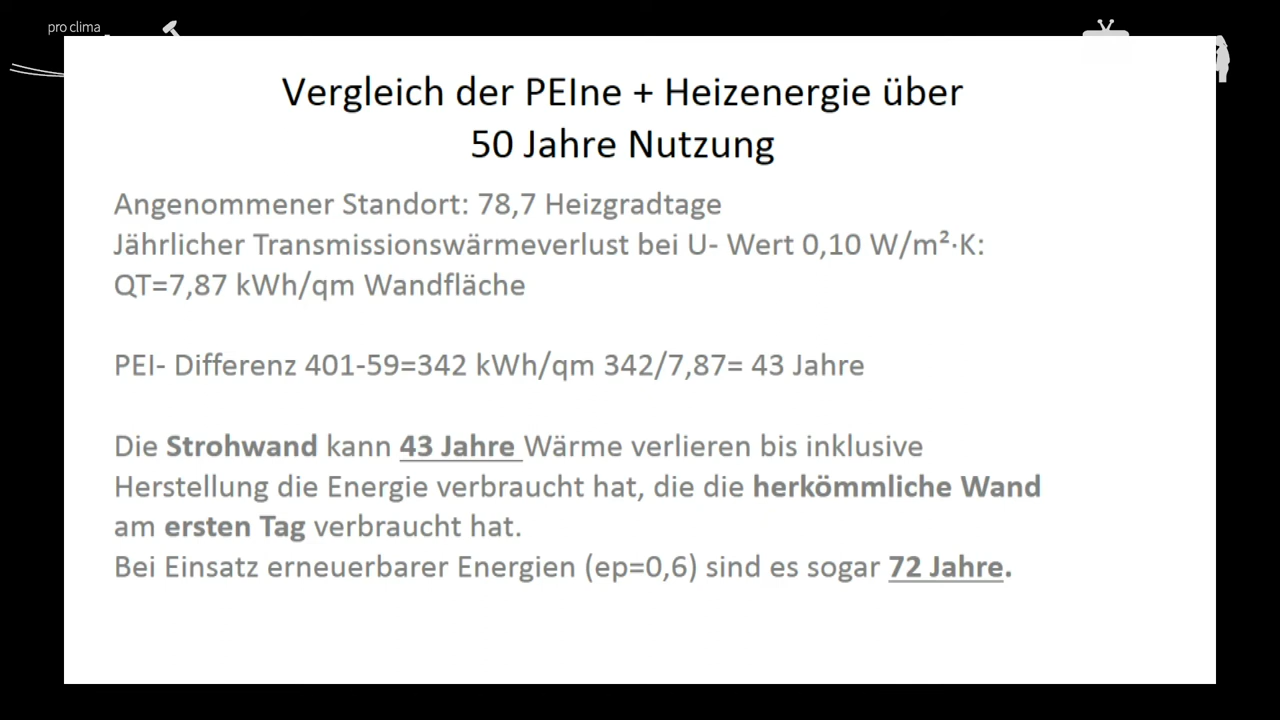 pro clima
Vergleich der PEIne + Heizenergie über
50 Jahre Nutzung
Angenommener Standort: 78,7 Heizgradtage
Jährlicher Transmissionswärmeverlust bei U- Wert 0,10 W/m²·K:
QT=7,87 kWh/qm Wandfläche
PEI- Differenz 401-59=342 kWh/qm 342/7,87= 43 Jahre
Die Strohwand kann 43 Jahre Wärme verlieren bis inklusive
Herstellung die Energie verbraucht hat, die die herkömmliche Wand
am ersten Tag verbraucht hat.
Bei Einsatz erneuerbarer Energien (ep=0,6) sind es sogar 72 Jahre.